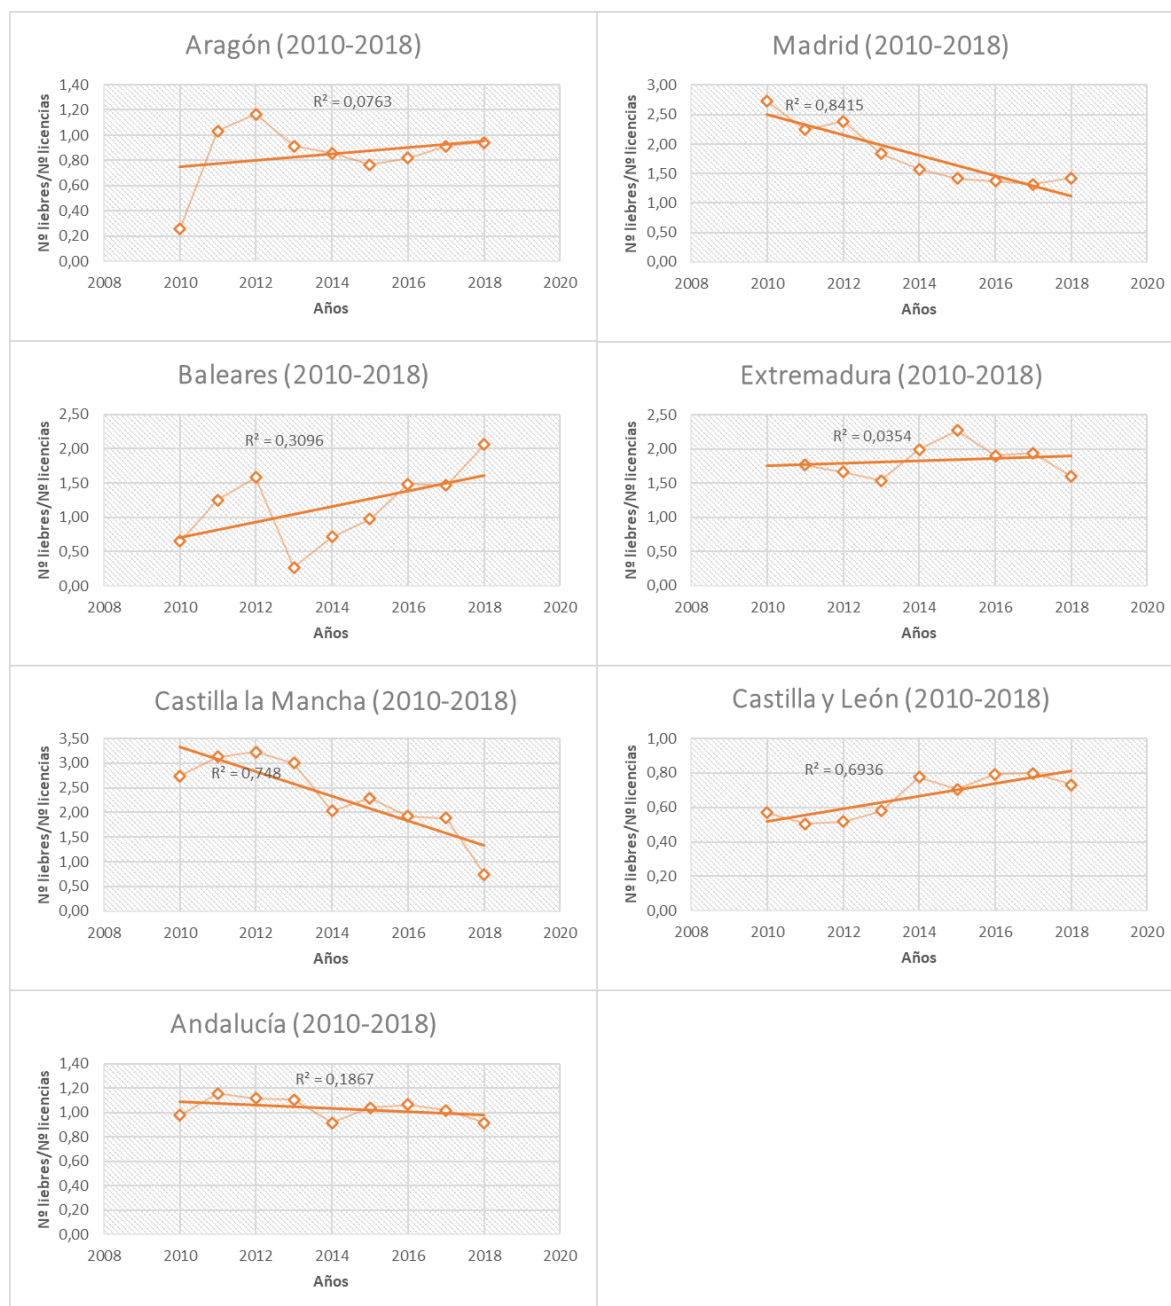 Aragón (2010-2018)
Nº liebres/Nº licencias
1,40
1,20
1,00
0,80
0,60
0,40
0,20
0,00
R² = 0,0763
2008 2010 2012 2014 2016 2018 2020
Años
Madrid (2010-2018)
Nº liebres/Nº licencias
3,00
2,50
2,00
1,50
1,00
0,50
0,00
R² = 0,8415
2008 2010 2012 2014 2016 2018 2020
Años
Baleares (2010-2018)
Nº liebres/Nº licencias
2,50
2,00
1,50
1,00
0,50
0,00
R² = 0,3096
2008 2010 2012 2014 2016 2018 2020
Años
Extremadura (2010-2018)
Nº liebres/Nº licencias
2,50
2,00
1,50
1,00
0,50
0,00
R² = 0,0354
2008 2010 2012 2014 2016 2018 2020
Años
Castilla la Mancha (2010-2018)
Nº liebres/Nº licencias
3,50
3,00
2,50
2,00
1,50
1,00
0,50
0,00
R² = 0,748
2008 2010 2012 2014 2016 2018 2020
Años
Castilla y León (2010-2018)
Nº liebres/Nº licencias
1,00
0,80
0,60
0,40
0,20
0,00
R² = 0,6936
2008 2010 2012 2014 2016 2018 2020
Años
Andalucía (2010-2018)
Nº liebres/Nº licencias
1,40
1,20
1,00
0,80
0,60
0,40
0,20
0,00
R² = 0,1867
2008 2010 2012 2014 2016 2018 2020
Años